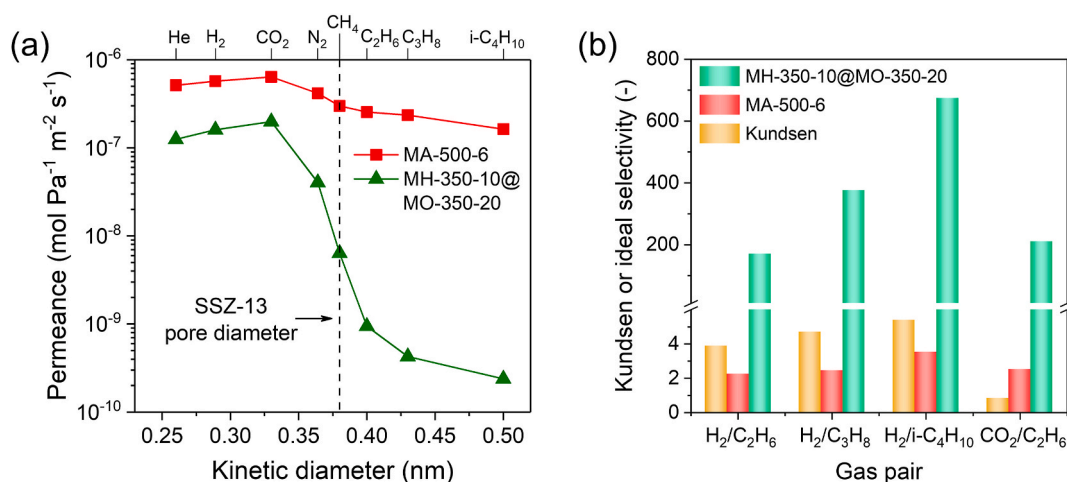 (a)
He H₂ CO₂ N₂ CH₄ C₂H₆ C₃H₈ i-C₄H₁₀
Permeance (mol Pa⁻¹ m⁻² s⁻¹)
10⁻⁶
10⁻⁷
10⁻⁸
10⁻⁹
10⁻¹⁰
MA-500-6
MH-350-10@
MO-350-20
SSZ-13
pore diameter
0.25 0.30 0.35 0.40 0.45 0.50
Kinetic diameter (nm)
(b)
Kundsen or ideal selectivity (-)
800
600
400
200
4
2
0
MH-350-10@MO-350-20
MA-500-6
Kundsen
H₂/C₂H₆ H₂/C₃H₈ H₂/i-C₄H₁₀ CO₂/C₂H₆
Gas pair